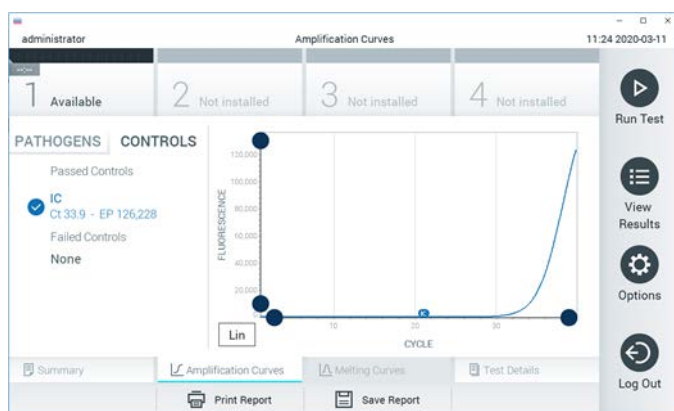 administrator
Amplification Curves
11:24 2020-03-11
1 Available
2 Not installed
3 Not installed
4 Not installed
Run Test
PATHOGENS
CONTROLS
Passed Controls
IC
Ct 33.9 - EP 126,228
Failed Controls
None
FLUORESCENCE
120,000
100,000
80,000
60,000
40,000
20,000
0
IC
10
20
30
CYCLE
Lin
View
Results
Options
Log Out
Summary
Amplification Curves
Melting Curves
Test Details
Print Report
Save Report